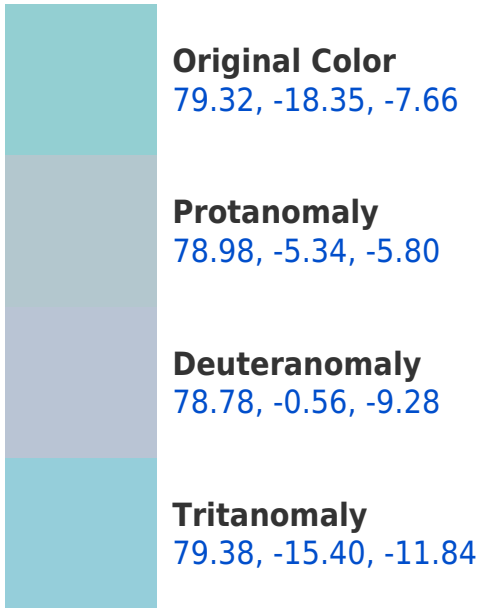 Original Color
79.32, -18.35, -7.66
Protanomaly
78.98, -5.34, -5.80
Deuteranomaly
78.78, -0.56, -9.28
Tritanomaly
79.38, -15.40, -11.84